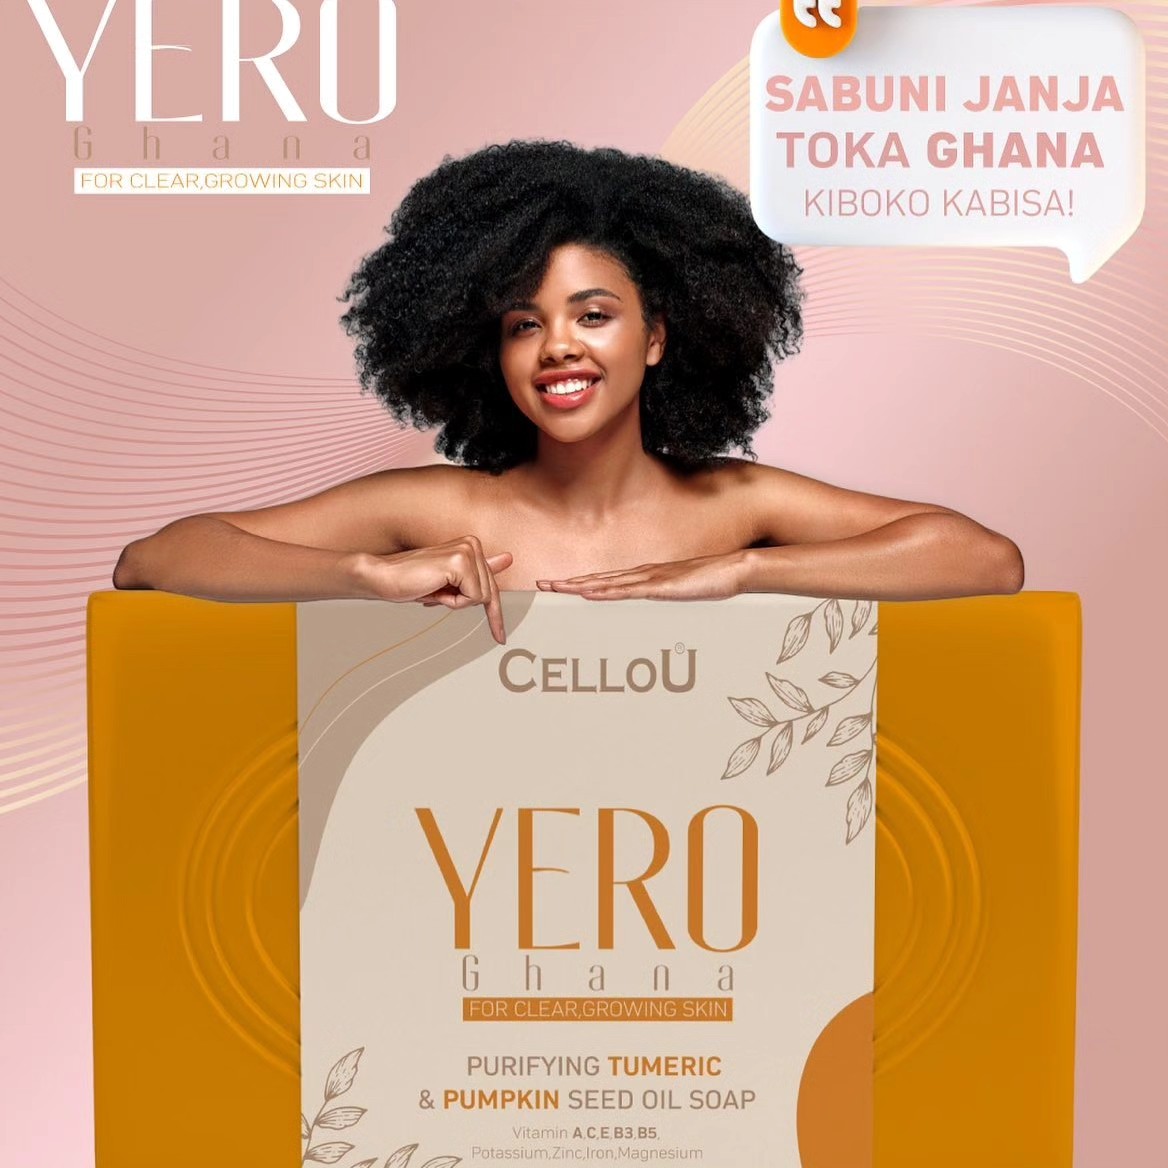 YERO
Ghana
FOR CLEAR,GROWING SKIN
SABUNI JANJA
TOKA GHANA
KIBOKO KABISA!
CELLOU®
YERO
Ghana
FOR CLEAR,GROWING SKIN
PURIFYING TUMERIC
& PUMPKIN SEED OIL SOAP
Vitamin A,C,E,B3,B5,
Potassium,Zinc,Iron,Magnesium